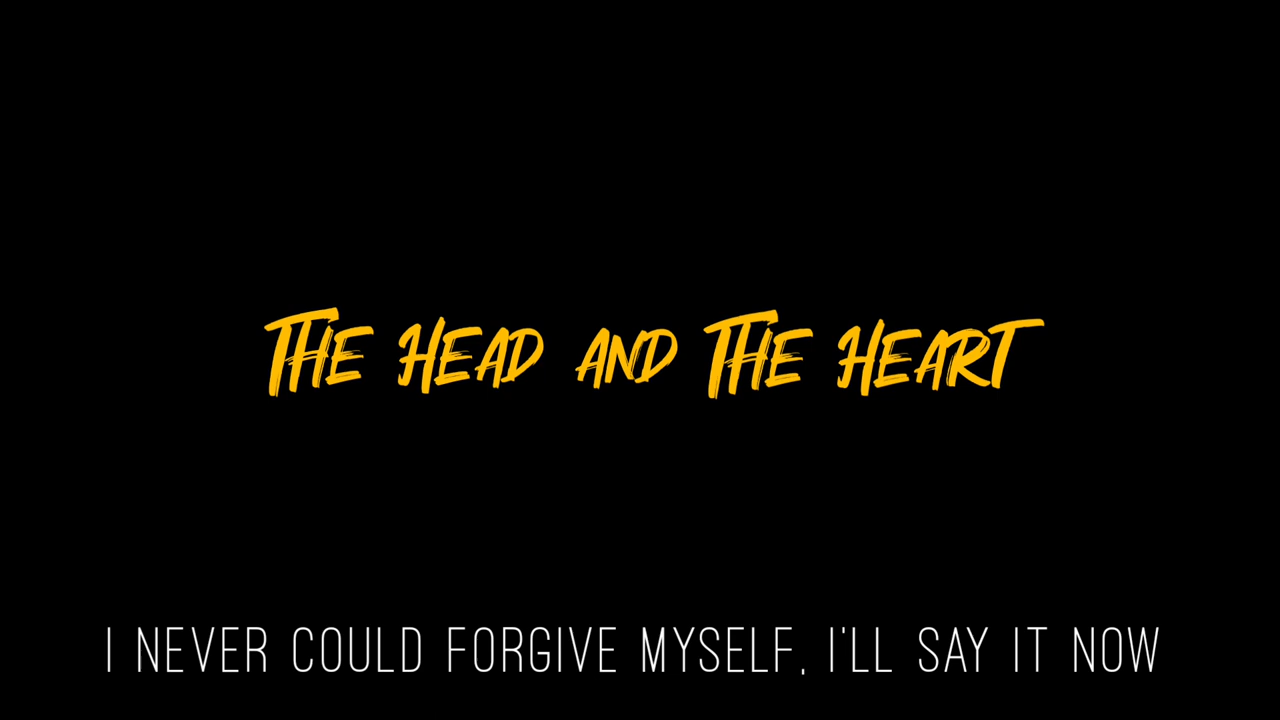 The Head and The Heart
I NEVER COULD FORGIVE MYSELF, I'LL SAY IT NOW